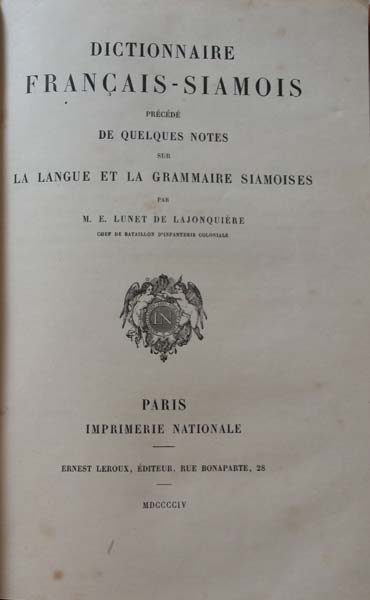 DICTIONNAIRE
FRANÇAIS-SIAMOIS
PRÉCÉDÉ
DE QUELQUES NOTES
SUR
LA LANGUE ET LA GRAMMAIRE SIAMOISES
PAR
M. E. LUNET DE LAJONQUIÈRE
CHEF DE BATAILLON D'INFANTERIE COLONIALE
IN
PARIS
IMPRIMERIE NATIONALE
ERNEST LEROUX, ÉDITEUR, RUE BONAPARTE, 28
MDCCCCIV